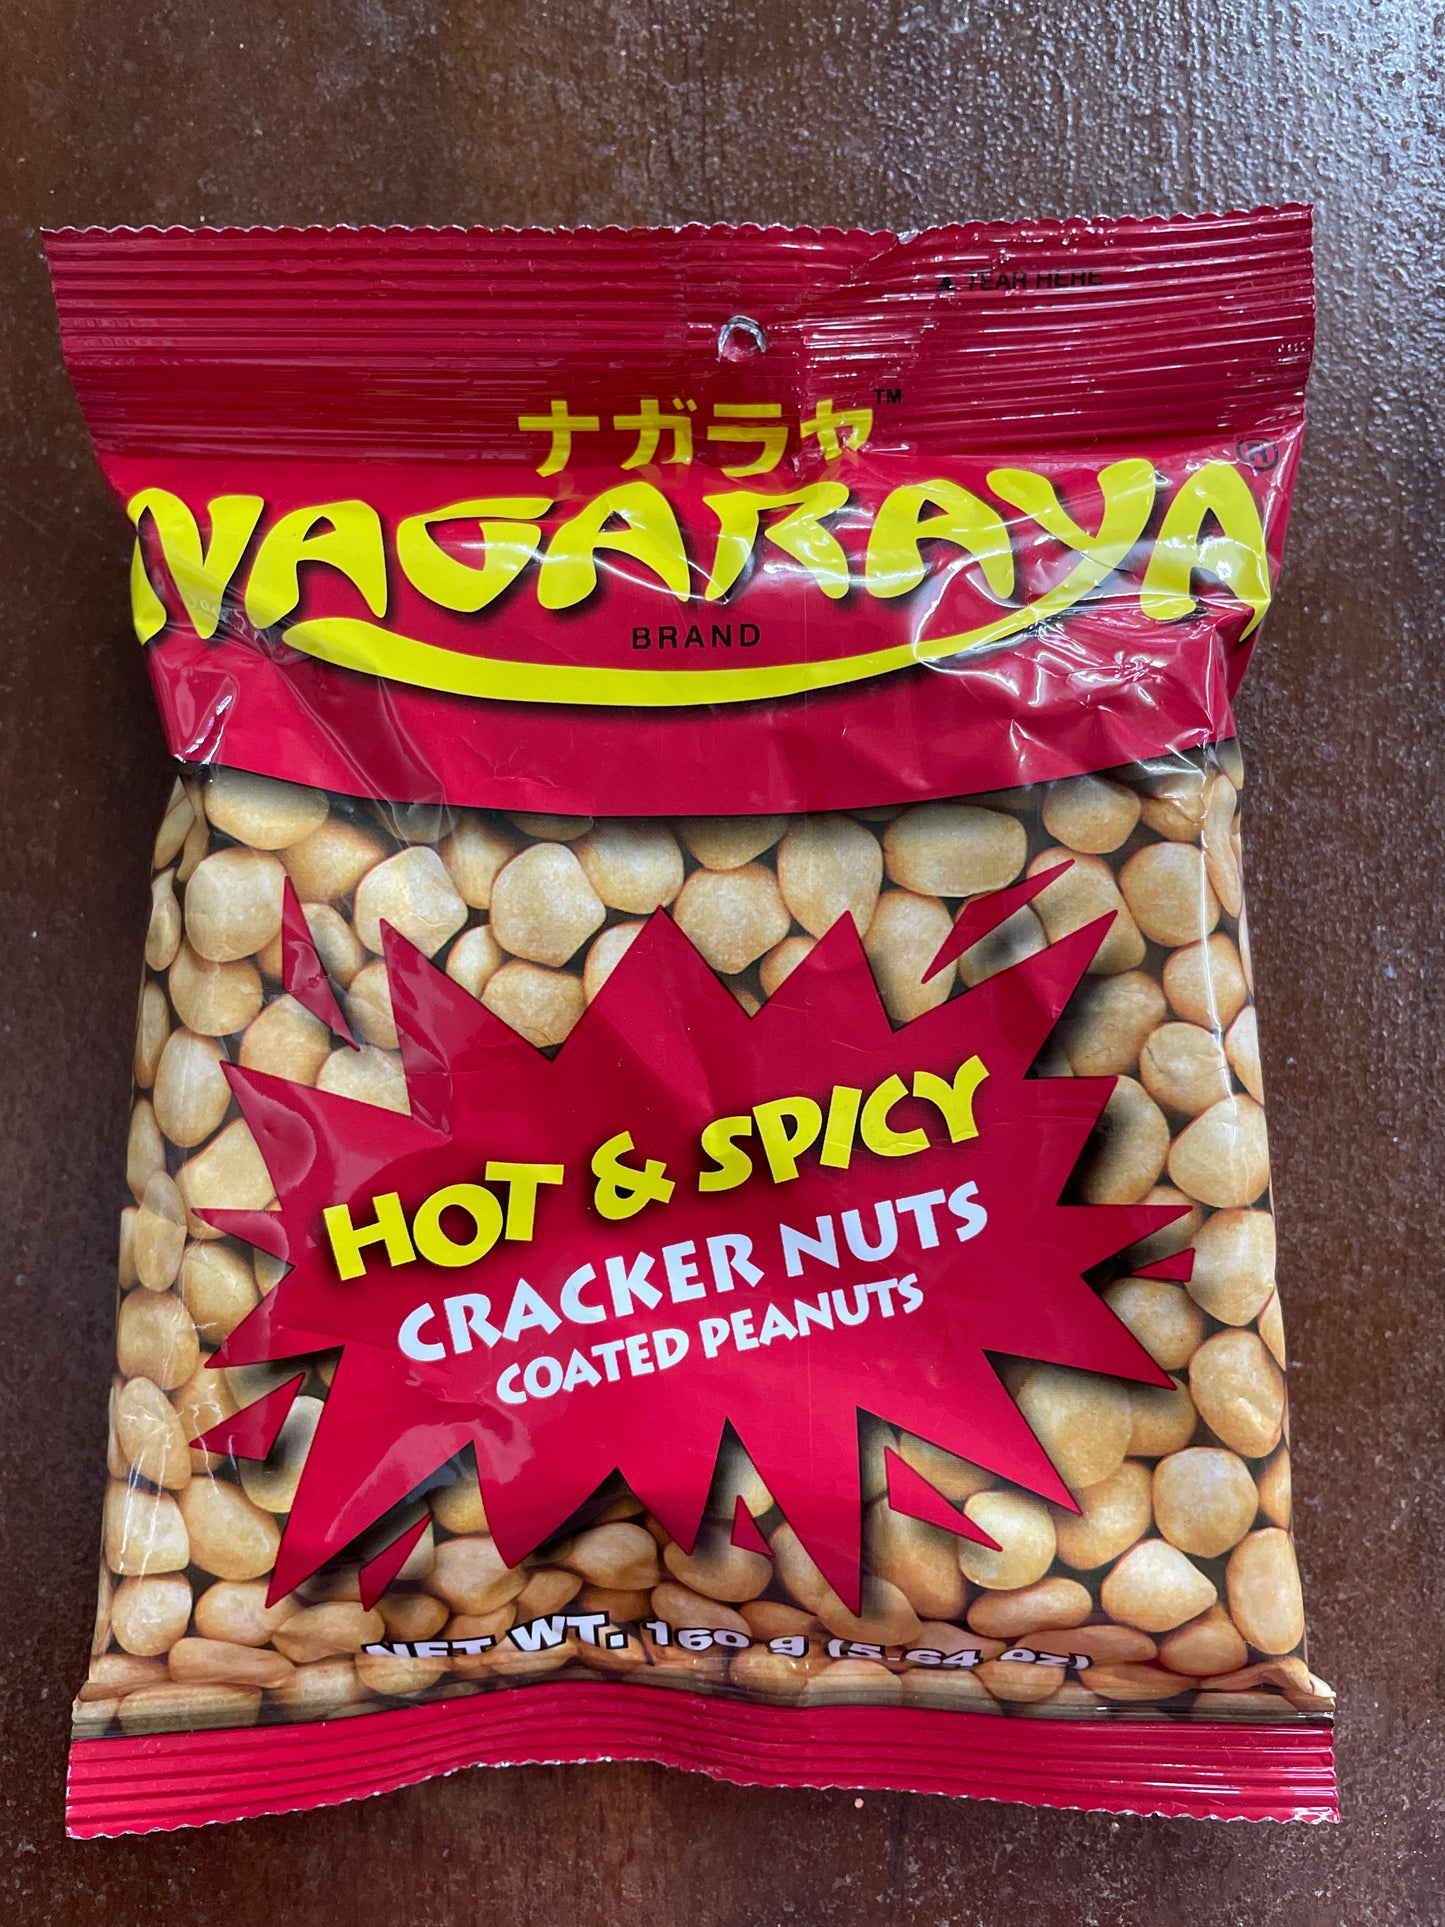 ▲ TEAR HERE
ナガラヤ™
NAGARAYA®
BRAND
HOT & SPICY
CRACKER NUTS
COATED PEANUTS
NET WT. 160 g (5.64 oz)